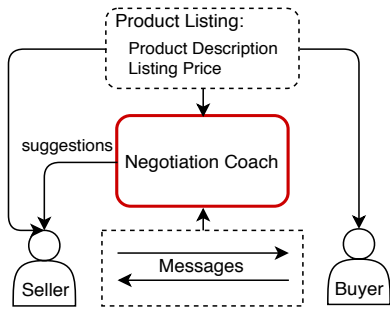 Product Listing:
Product Description
Listing Price
suggestions
Negotiation Coach
Messages
Seller
Buyer